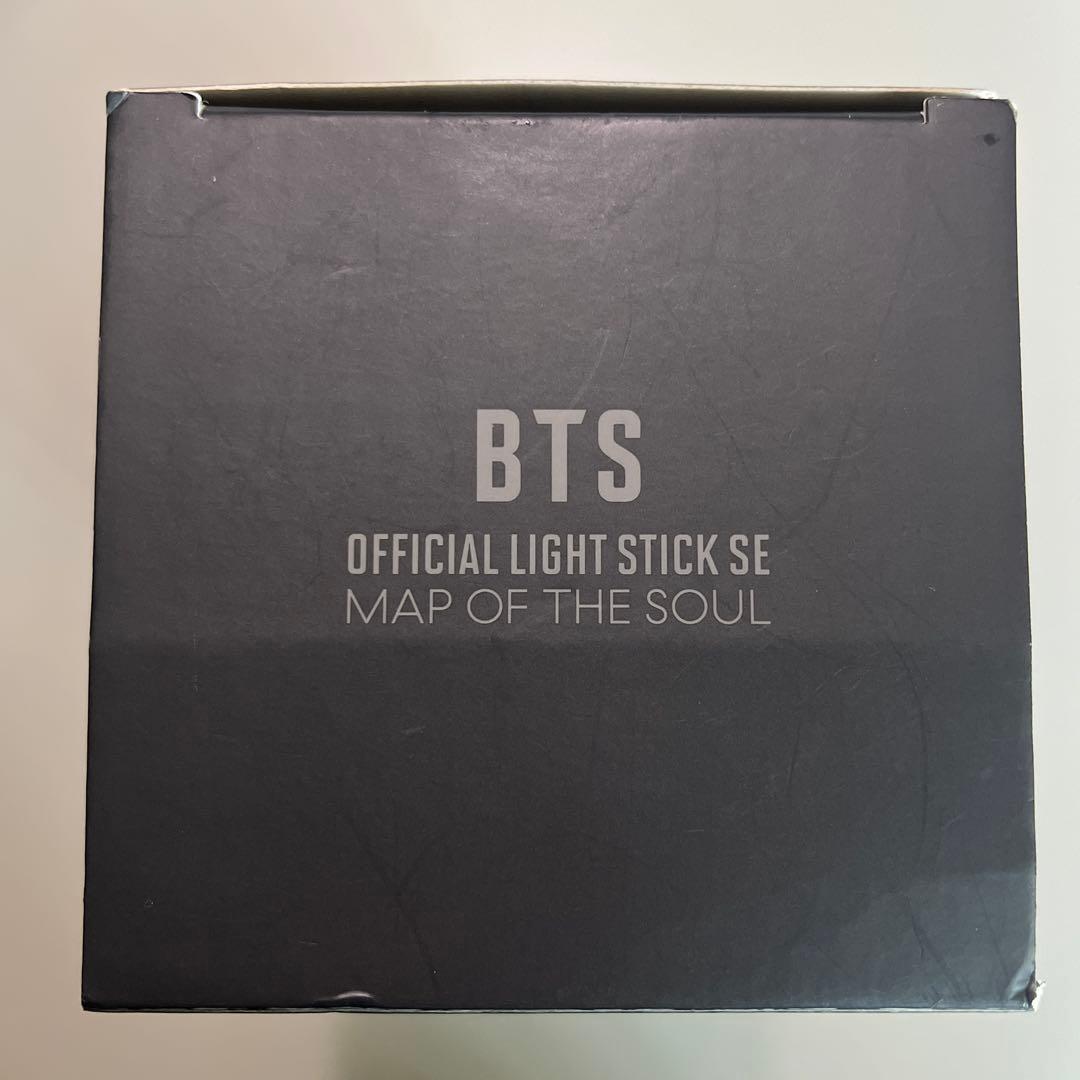 BTS
OFFICIAL LIGHT STICK SE
MAP OF THE SOUL